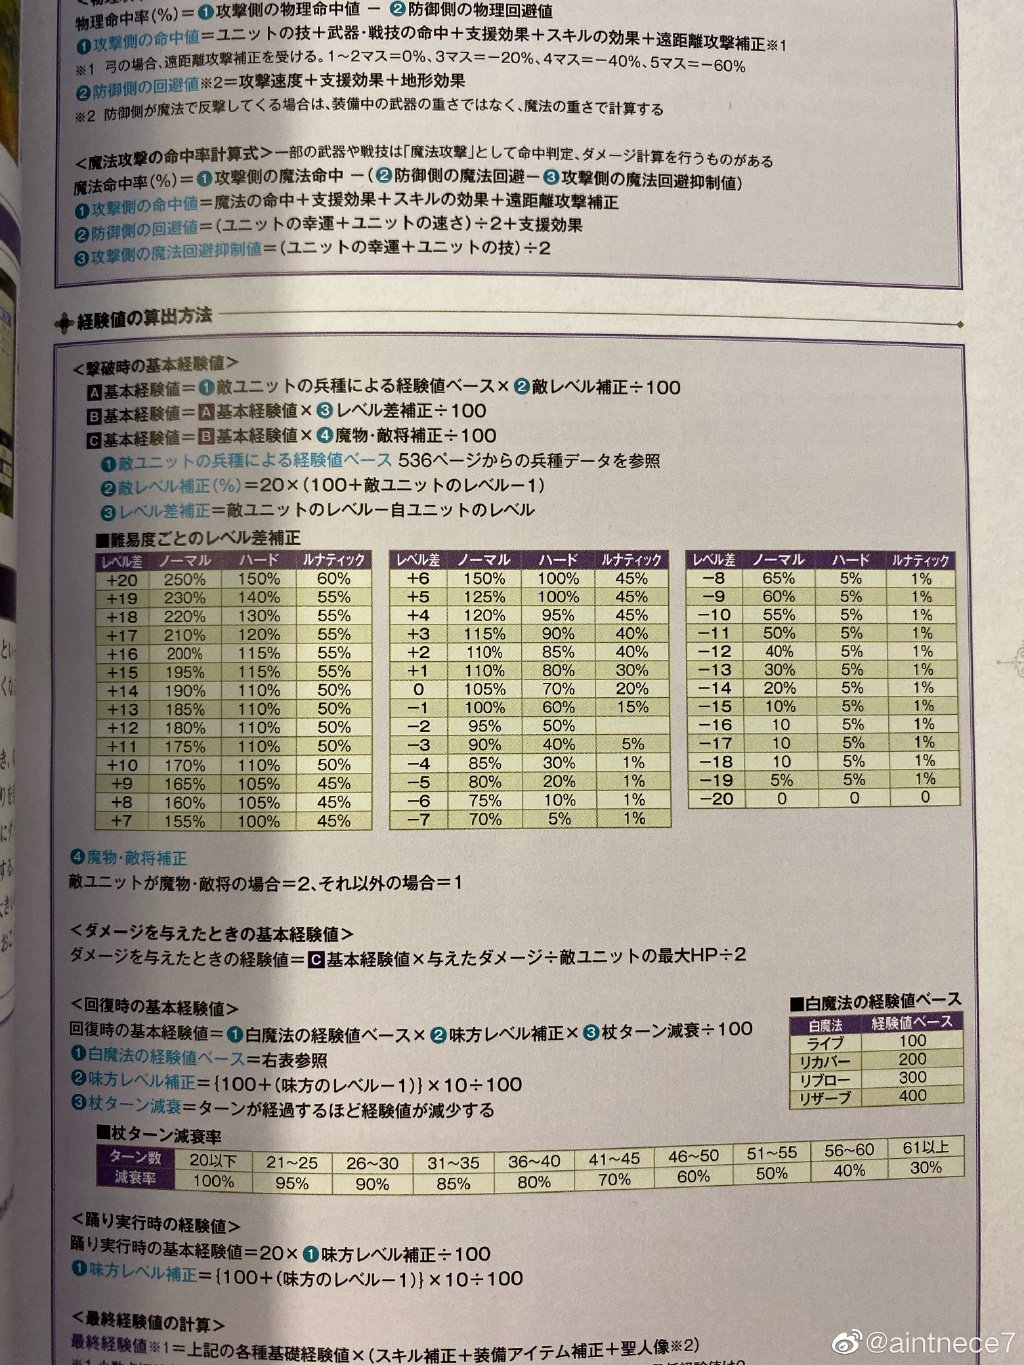 物理命中率(%)=①攻撃側の物理命中値 － ②防御側の物理回避値
①攻撃側の命中値=ユニットの技+武器・戦技の命中+支援効果+スキルの効果+遠距離攻撃補正※1
※1 弓の場合、遠距離攻撃補正を受ける。1～2マス=0%、3マス=－20%、4マス=－40%、5マス=－60%
②防御側の回避値※2=攻撃速度+支援効果+地形効果
※2 防御側が魔法で反撃してくる場合は、装備中の武器の重さではなく、魔法の重さで計算する
<魔法攻撃の命中率計算式>一部の武器や戦技は「魔法攻撃」として命中判定、ダメージ計算を行うものがある
魔法命中率(%)=①攻撃側の魔法命中 －(②防御側の魔法回避－③攻撃側の魔法回避抑制値)
①攻撃側の命中値=魔法の命中+支援効果+スキルの効果+遠距離攻撃補正
②防御側の回避値=(ユニットの幸運+ユニットの速さ)÷2+支援効果
③攻撃側の魔法回避抑制値=(ユニットの幸運+ユニットの技)÷2
経験値の算出方法
<撃破時の基本経験値>
A基本経験値=①敵ユニットの兵種による経験値ベース×②敵レベル補正÷100
B基本経験値=A基本経験値×③レベル差補正÷100
C基本経験値=B基本経験値×④魔物・敵将補正÷100
①敵ユニットの兵種による経験値ベース 536ページからの兵種データを参照
②敵レベル補正(%)=20×(100+敵ユニットのレベル－1)
③レベル差補正=敵ユニットのレベル－自ユニットのレベル
■難易度ごとのレベル差補正
レベル差 ノーマル ハード ルナティック
+20 250% 150% 60%
+19 230% 140% 55%
+18 220% 130% 55%
+17 210% 120% 55%
+16 200% 115% 55%
+15 195% 115% 55%
+14 190% 110% 50%
+13 185% 110% 50%
+12 180% 110% 50%
+11 175% 110% 50%
+10 170% 110% 50%
+9 165% 105% 45%
+8 160% 105% 45%
+7 155% 100% 45%
レベル差 ノーマル ハード ルナティック
+6 150% 100% 45%
+5 125% 100% 45%
+4 120% 95% 45%
+3 115% 90% 40%
+2 110% 85% 40%
+1 110% 80% 30%
0 105% 70% 20%
－1 100% 60% 15%
－2 95% 50%
－3 90% 40% 5%
－4 85% 30% 1%
－5 80% 20% 1%
－6 75% 10% 1%
－7 70% 5% 1%
レベル差 ノーマル ハード ルナティック
－8 65% 5% 1%
－9 60% 5% 1%
－10 55% 5% 1%
－11 50% 5% 1%
－12 40% 5% 1%
－13 30% 5% 1%
－14 20% 5% 1%
－15 10% 5% 1%
－16 10 5% 1%
－17 10 5% 1%
－18 10 5% 1%
－19 5% 5% 1%
－20 0 0 0
④魔物・敵将補正
敵ユニットが魔物・敵将の場合=2、それ以外の場合=1
<ダメージを与えたときの基本経験値>
ダメージを与えたときの経験値=C基本経験値×与えたダメージ÷敵ユニットの最大HP÷2
<回復時の基本経験値>
回復時の基本経験値=①白魔法の経験値ベース×②味方レベル補正×③杖ターン減衰÷100
①白魔法の経験値ベース=右表参照
②味方レベル補正={100+(味方のレベル－1)}×10÷100
③杖ターン減衰=ターンが経過するほど経験値が減少する
■白魔法の経験値ベース
白魔法 経験値ベース
ライブ 100
リカバー 200
リブロー 300
リザーブ 400
■杖ターン減衰率
ターン数 20以下 21～25 26～30 31～35 36～40 41～45 46～50 51～55 56～60 61以上
減衰率 100% 95% 90% 85% 80% 70% 60% 50% 40% 30%
<踊り実行時の経験値>
踊り実行時の基本経験値=20×①味方レベル補正÷100
①味方レベル補正={100+(味方のレベル－1)}×10÷100
<最終経験値の計算>
最終経験値※1=上記の各種基礎経験値×(スキル補正+装備アイテム補正+聖人像※2)
@aintnece7